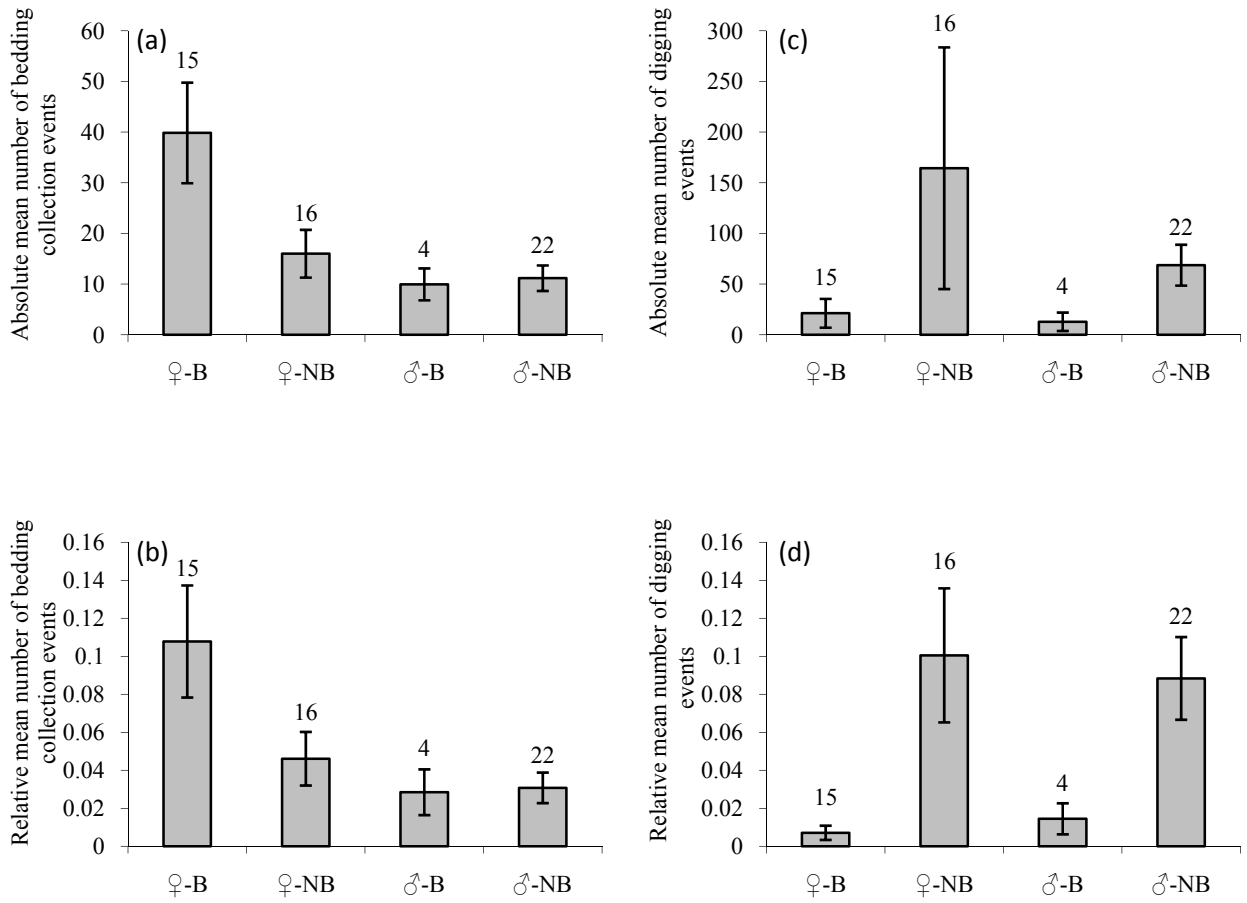 (a)
Absolute mean number of bedding
collection events
60
50
40
30
20
10
0
15
16
4
22
♀-B
♀-NB
♂-B
♂-NB
(c)
Absolute mean number of digging
events
300
250
200
150
100
50
0
15
16
4
22
♀-B
♀-NB
♂-B
♂-NB
(b)
Relative mean number of bedding
collection events
0.16
0.14
0.12
0.1
0.08
0.06
0.04
0.02
0
15
16
4
22
♀-B
♀-NB
♂-B
♂-NB
(d)
Relative mean number of digging
events
0.16
0.14
0.12
0.1
0.08
0.06
0.04
0.02
0
15
16
4
22
♀-B
♀-NB
♂-B
♂-NB